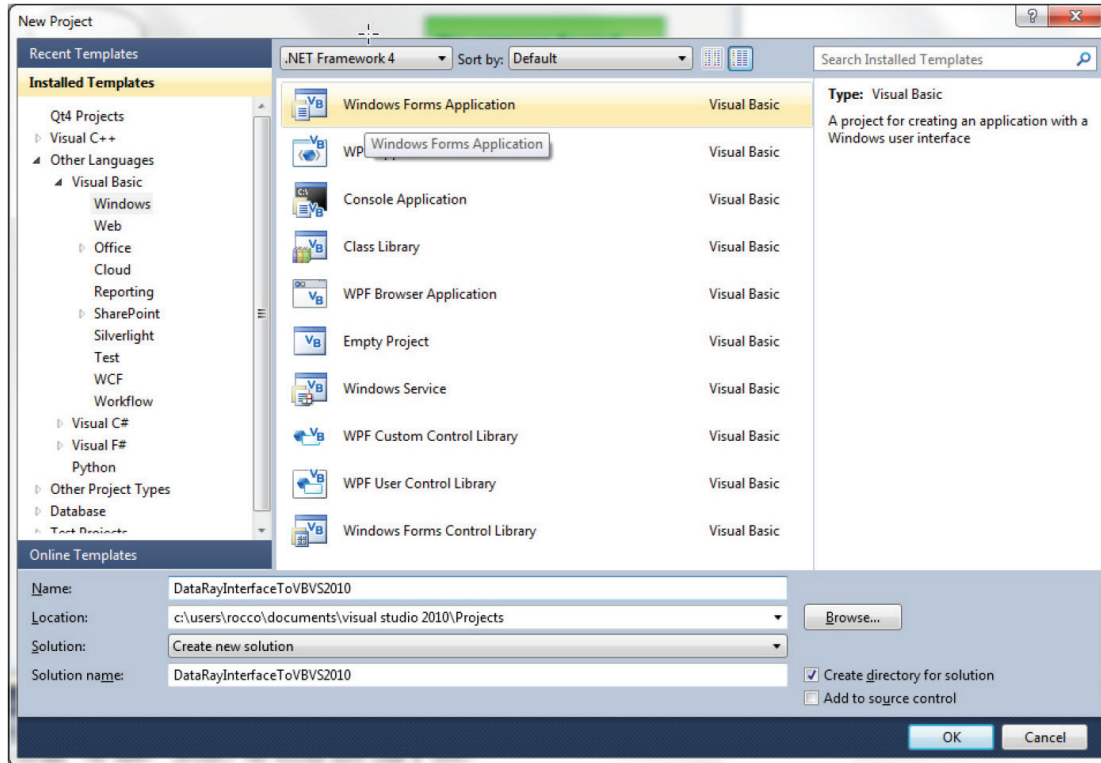 New Project
Recent Templates
Installed Templates
Qt4 Projects
Visual C++
Other Languages
Visual Basic
Windows
Web
Office
Cloud
Reporting
SharePoint
Silverlight
Test
WCF
Workflow
Visual C#
Visual F#
Python
Other Project Types
Database
Test Projects
Online Templates
.NET Framework 4 Sort by: Default
Windows Forms Application Visual Basic
Windows Forms Application
Visual Basic
Console Application Visual Basic
Class Library Visual Basic
WPF Browser Application Visual Basic
Empty Project Visual Basic
Windows Service Visual Basic
WPF Custom Control Library Visual Basic
WPF User Control Library Visual Basic
Windows Forms Control Library Visual Basic
Search Installed Templates
Type: Visual Basic
A project for creating an application with a
Windows user interface
Name: DataRayInterfaceToVBVS2010
Location: c:\users\rocco\documents\visual studio 2010\Projects Browse...
Solution: Create new solution
Solution name: DataRayInterfaceToVBVS2010
Create directory for solution
Add to source control
OK Cancel